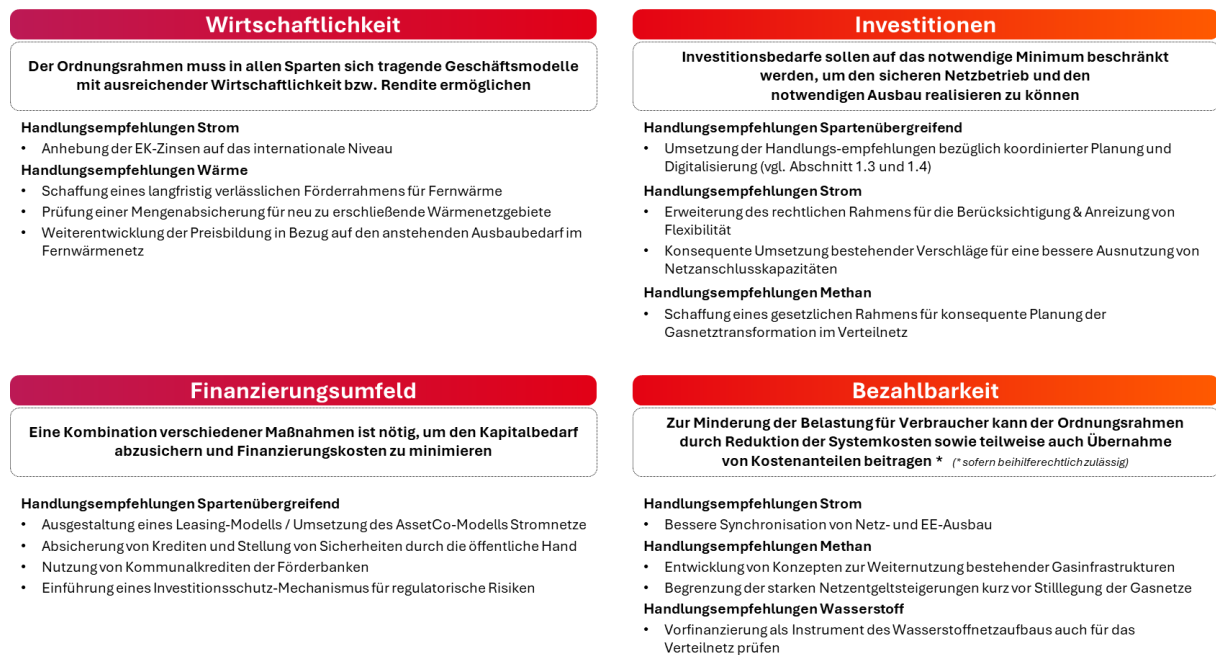 Wirtschaftlichkeit
Der Ordnungsrahmen muss in allen Sparten sich tragende Geschäftsmodelle
mit ausreichender Wirtschaftlichkeit bzw. Rendite ermöglichen
Handlungsempfehlungen Strom
• Anhebung der EK-Zinsen auf das internationale Niveau
Handlungsempfehlungen Wärme
• Schaffung eines langfristig verlässlichen Förderrahmens für Fernwärme
• Prüfung einer Mengenabsicherung für neu zu erschließende Wärmenetzgebiete
• Weiterentwicklung der Preisbildung in Bezug auf den anstehenden Ausbaubedarf im
Fernwärmenetz
Investitionen
Investitionsbedarfe sollen auf das notwendige Minimum beschränkt
werden, um den sicheren Netzbetrieb und den
notwendigen Ausbau realisieren zu können
Handlungsempfehlungen Spartenübergreifend
• Umsetzung der Handlungs-empfehlungen bezüglich koordinierter Planung und
Digitalisierung (vgl. Abschnitt 1.3 und 1.4)
Handlungsempfehlungen Strom
• Erweiterung des rechtlichen Rahmens für die Berücksichtigung & Anreizung von
Flexibilität
• Konsequente Umsetzung bestehender Verschläge für eine bessere Ausnutzung von
Netzanschlusskapazitäten
Handlungsempfehlungen Methan
• Schaffung eines gesetzlichen Rahmens für konsequente Planung der
Gasnetztransformation im Verteilnetz
Finanzierungsumfeld
Eine Kombination verschiedener Maßnahmen ist nötig, um den Kapitalbedarf
abzusichern und Finanzierungskosten zu minimieren
Handlungsempfehlungen Spartenübergreifend
• Ausgestaltung eines Leasing-Modells / Umsetzung des AssetCo-Modells Stromnetze
• Absicherung von Krediten und Stellung von Sicherheiten durch die öffentliche Hand
• Nutzung von Kommunalkrediten der Förderbanken
• Einführung eines Investitionsschutz-Mechanismus für regulatorische Risiken
Bezahlbarkeit
Zur Minderung der Belastung für Verbraucher kann der Ordnungsrahmen
durch Reduktion der Systemkosten sowie teilweise auch Übernahme
von Kostenanteilen beitragen * (* sofern beihilferechtlich zulässig)
Handlungsempfehlungen Strom
• Bessere Synchronisation von Netz- und EE-Ausbau
Handlungsempfehlungen Methan
• Entwicklung von Konzepten zur Weiternutzung bestehender Gasinfrastrukturen
• Begrenzung der starken Netzentgeltsteigerungen kurz vor Stilllegung der Gasnetze
Handlungsempfehlungen Wasserstoff
• Vorfinanzierung als Instrument des Wasserstoffnetzaufbaus auch für das
Verteilnetz prüfen